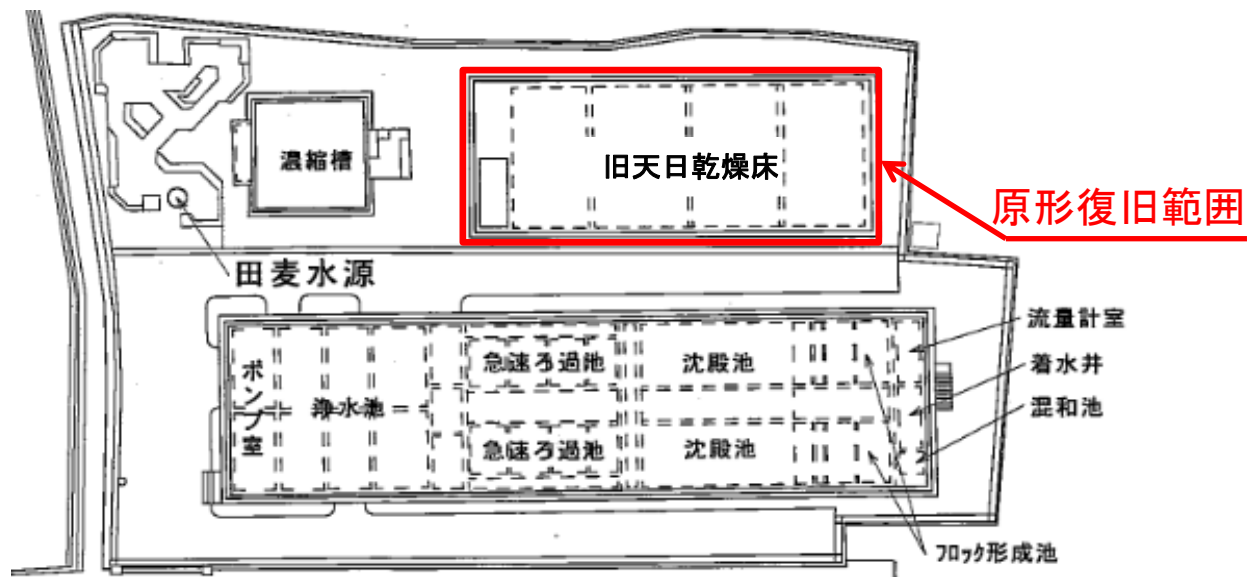 濃縮槽
旧天日乾燥床
原形復旧範囲
田麦水源
流量計室
着水井
混和池
ポンプ室
浄水池
急速ろ過池
沈殿池
急速ろ過池
沈殿池
フロック形成池